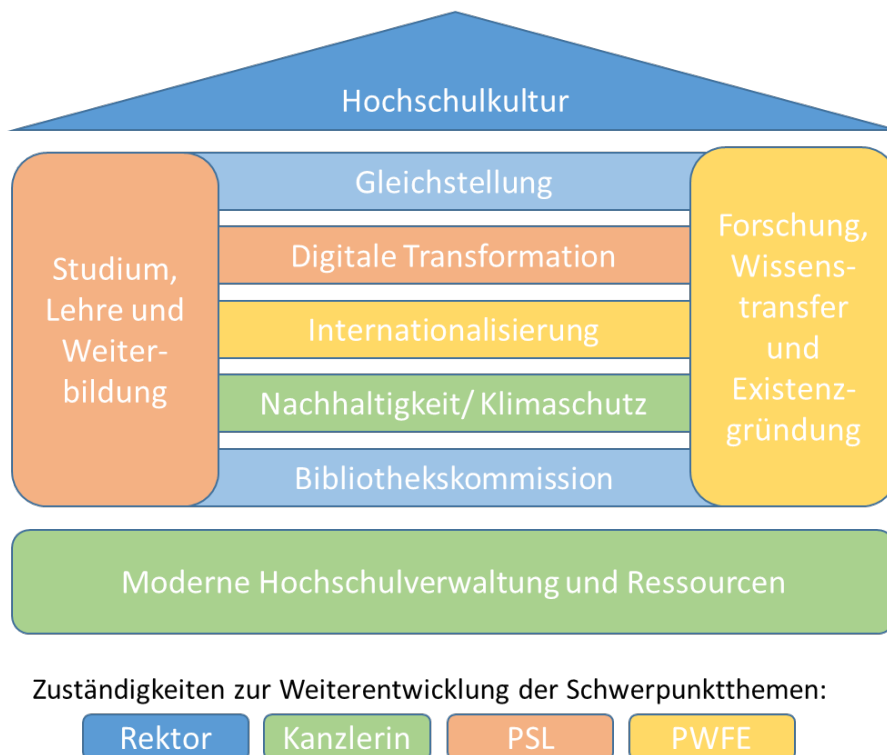 Hochschulkultur
Gleichstellung
Digitale Transformation
Internationalisierung
Nachhaltigkeit/ Klimaschutz
Bibliothekskommission
Studium,
Lehre und
Weiter-
bildung
Forschung,
Wissens-
transfer
und
Existenz-
gründung
Moderne Hochschulverwaltung und Ressourcen
Zuständigkeiten zur Weiterentwicklung der Schwerpunktthemen:
Rektor
Kanzlerin
PSL
PWFE